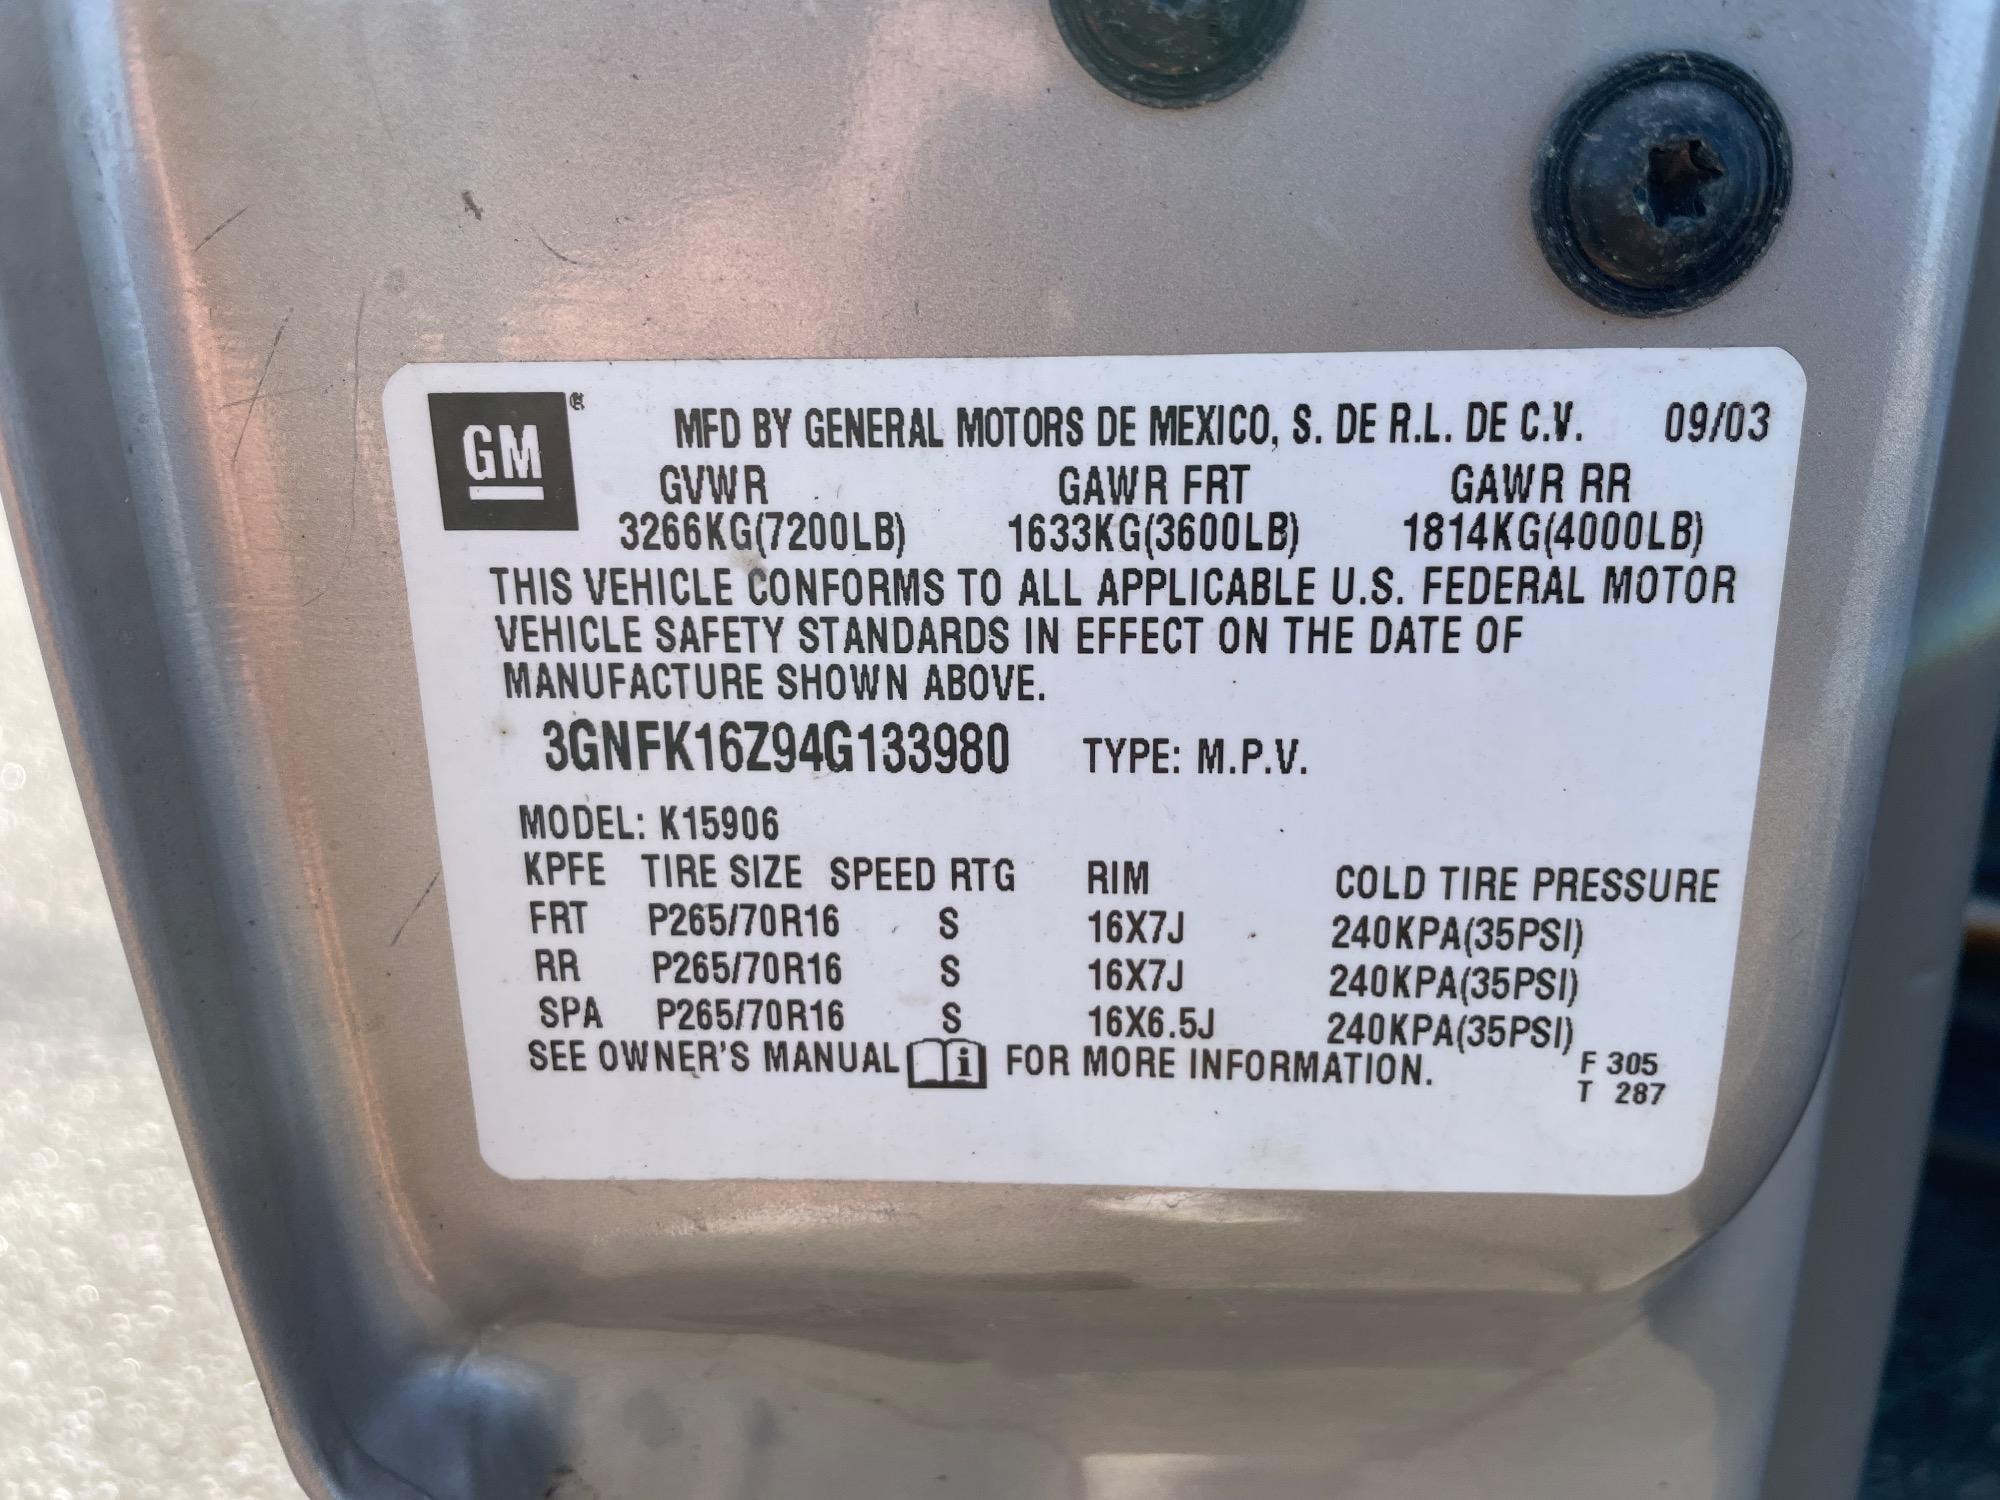 GM ®
MFD BY GENERAL MOTORS DE MEXICO, S. DE R.L. DE C.V. 09/03
GVWR GAWR FRT GAWR RR
3266KG(7200LB) 1633KG(3600LB) 1814KG(4000LB)
THIS VEHICLE CONFORMS TO ALL APPLICABLE U.S. FEDERAL MOTOR
VEHICLE SAFETY STANDARDS IN EFFECT ON THE DATE OF
MANUFACTURE SHOWN ABOVE.
3GNFK16Z94G133980 TYPE: M.P.V.
MODEL: K15906
KPFE TIRE SIZE SPEED RTG RIM COLD TIRE PRESSURE
FRT P265/70R16 S 16X7J 240KPA(35PSI)
RR P265/70R16 S 16X7J 240KPA(35PSI)
SPA P265/70R16 S 16X6.5J 240KPA(35PSI)
SEE OWNER'S MANUAL i FOR MORE INFORMATION.
F 305
T 287